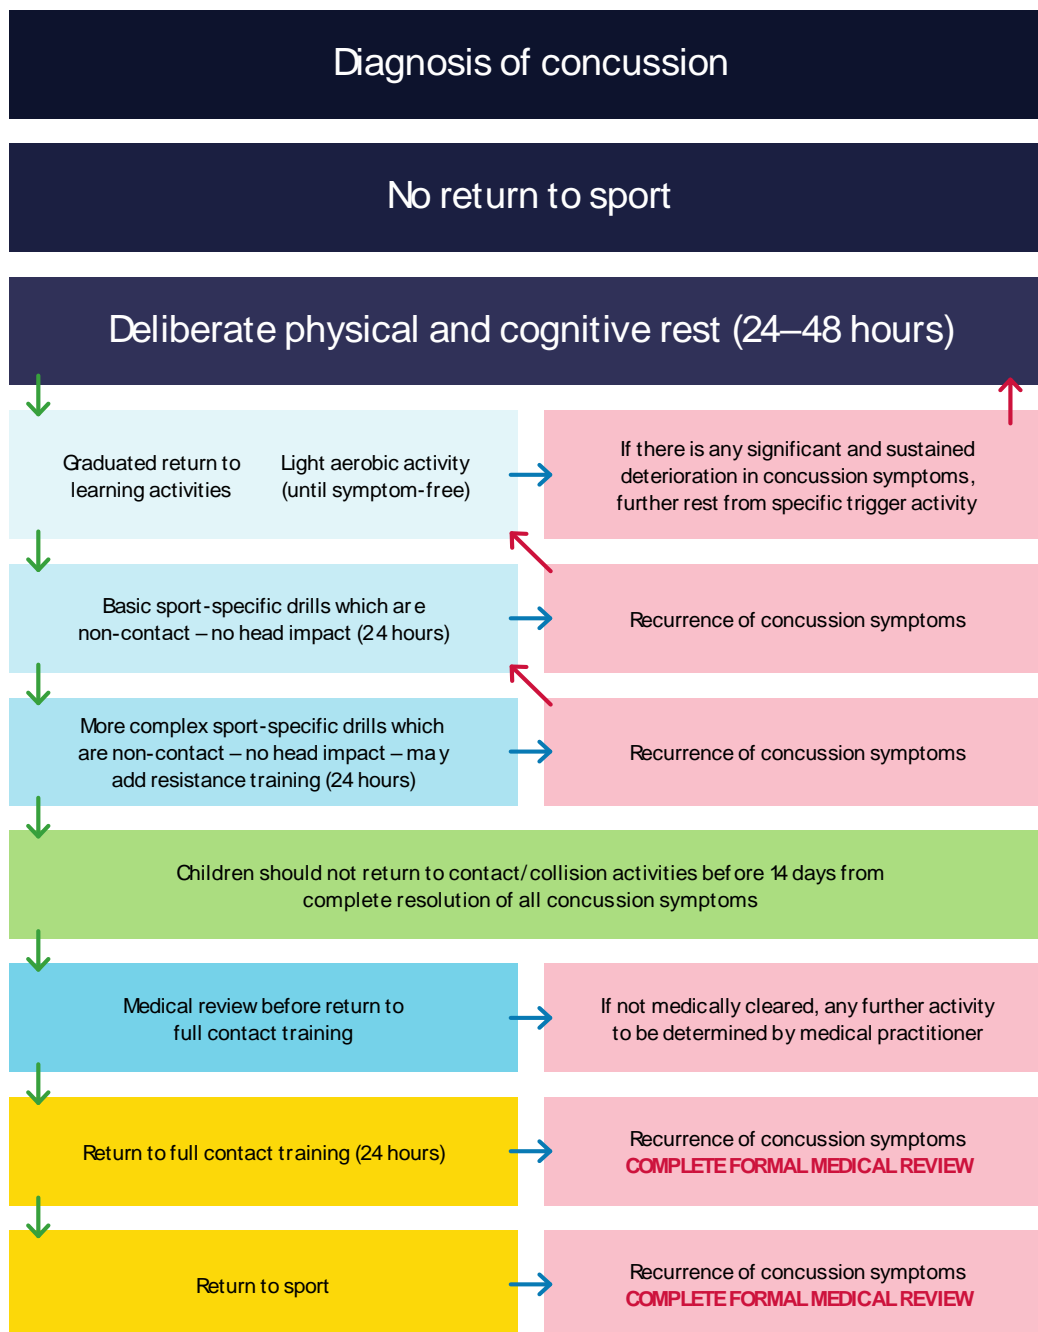 Diagnosis of concussion
No return to sport
Deliberate physical and cognitive rest (24–48 hours)
Graduated return to
learning activities
Light aerobic activity
(until symptom-free)
If there is any significant and sustained
deterioration in concussion symptoms,
further rest from specific trigger activity
Basic sport-specific drills which are
non-contact – no head impact (24 hours)
Recurrence of concussion symptoms
More complex sport-specific drills which
are non-contact – no head impact – may
add resistance training (24 hours)
Recurrence of concussion symptoms
Children should not return to contact/collision activities before 14 days from
complete resolution of all concussion symptoms
Medical review before return to
full contact training
If not medically cleared, any further activity
to be determined by medical practitioner
Return to full contact training (24 hours)
Recurrence of concussion symptoms
COMPLETE FORMAL MEDICAL REVIEW
Return to sport
Recurrence of concussion symptoms
COMPLETE FORMAL MEDICAL REVIEW